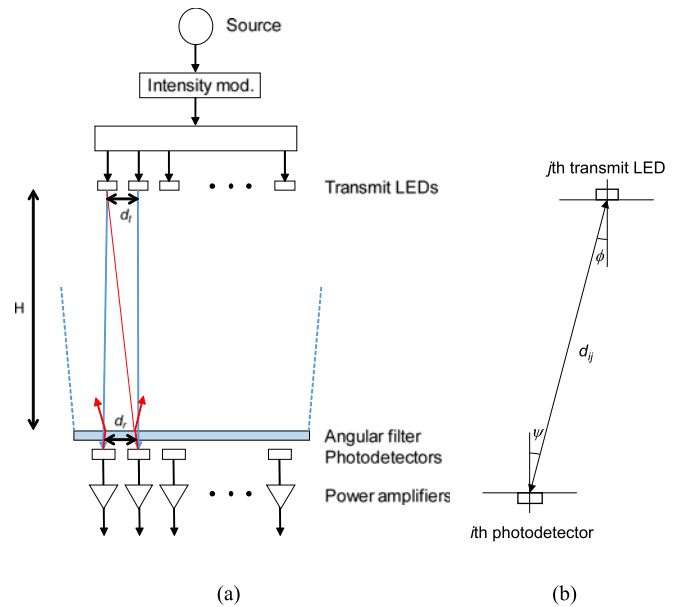 Source
Intensity mod.
Transmit LEDs
d_t
H
d_r
Angular filter
Photodetectors
Power amplifiers
(a)
jth transmit LED
ϕ
d_ij
ψ
ith photodetector
(b)